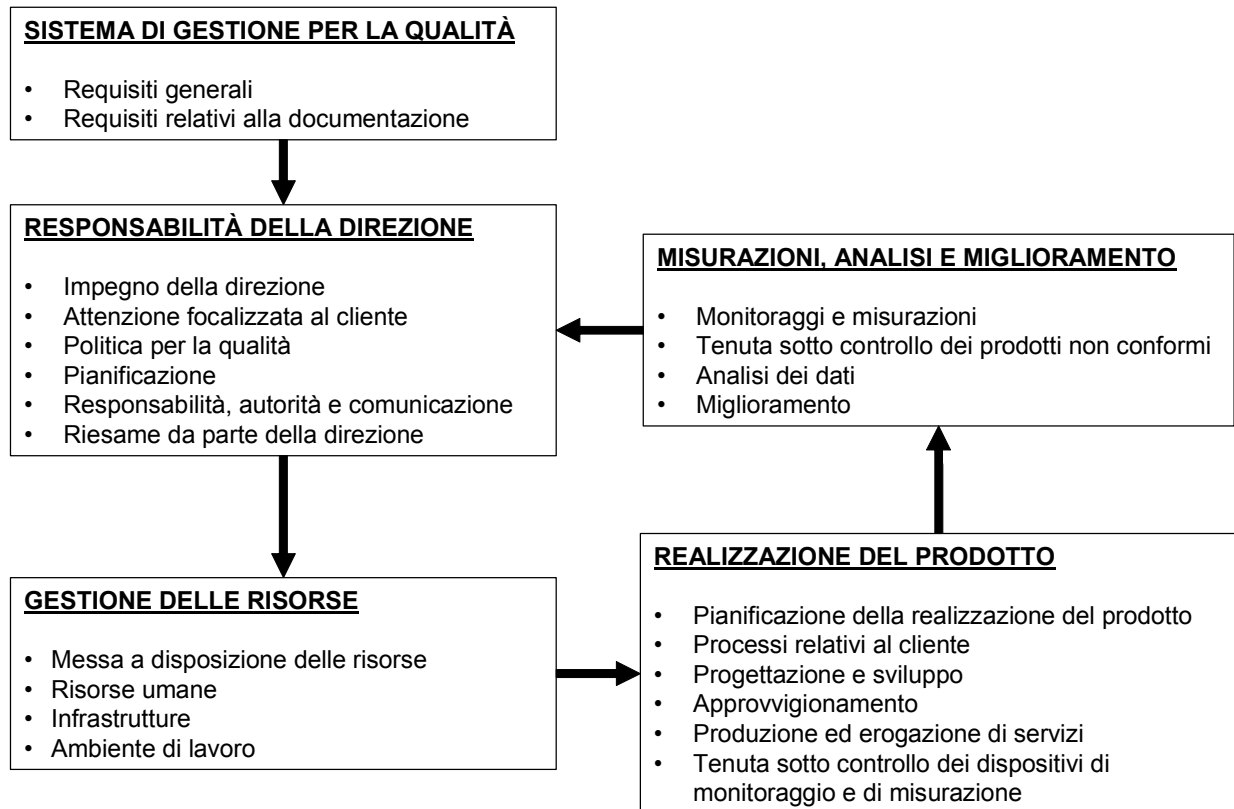 SISTEMA DI GESTIONE PER LA QUALITÀ
• Requisiti generali
• Requisiti relativi alla documentazione
RESPONSABILITÀ DELLA DIREZIONE
• Impegno della direzione
• Attenzione focalizzata al cliente
• Politica per la qualità
• Pianificazione
• Responsabilità, autorità e comunicazione
• Riesame da parte della direzione
GESTIONE DELLE RISORSE
• Messa a disposizione delle risorse
• Risorse umane
• Infrastrutture
• Ambiente di lavoro
REALIZZAZIONE DEL PRODOTTO
• Pianificazione della realizzazione del prodotto
• Processi relativi al cliente
• Progettazione e sviluppo
• Approvvigionamento
• Produzione ed erogazione di servizi
• Tenuta sotto controllo dei dispositivi di
monitoraggio e di misurazione
MISURAZIONI, ANALISI E MIGLIORAMENTO
• Monitoraggi e misurazioni
• Tenuta sotto controllo dei prodotti non conformi
• Analisi dei dati
• Miglioramento